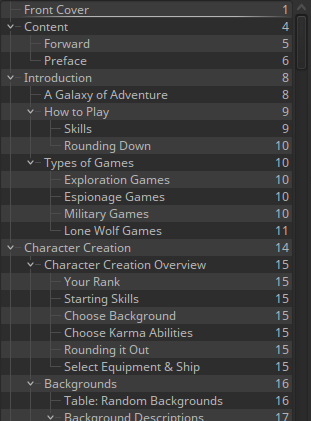 Front Cover 1
Content 4
Forward 5
Preface 6
Introduction 8
A Galaxy of Adventure 8
How to Play 9
Skills 9
Rounding Down 10
Types of Games 10
Exploration Games 10
Espionage Games 10
Military Games 10
Lone Wolf Games 11
Character Creation 14
Character Creation Overview 15
Your Rank 15
Starting Skills 15
Choose Background 15
Choose Karma Abilities 15
Rounding it Out 15
Select Equipment & Ship 15
Backgrounds 16
Table: Random Backgrounds 16
Background Descriptions 17